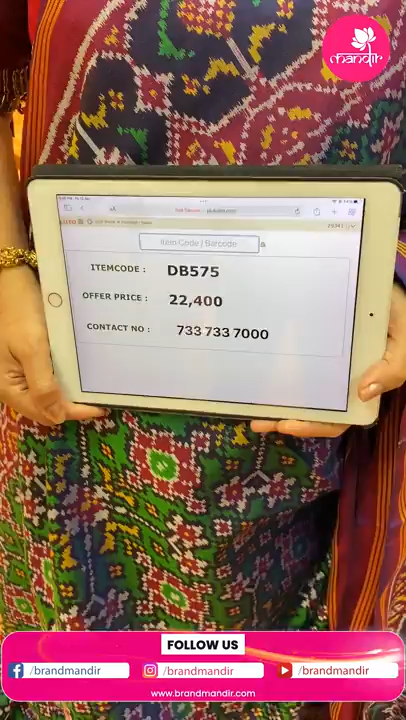 mandir
Item Code / Barcode
ITEMCODE : DB575
OFFER PRICE : 22,400
CONTACT NO : 733 733 7000
FOLLOW US
/brandmandir /brandmandir /brandmandir
www.brandmandir.com